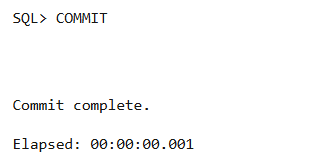 SQL> COMMIT
Commit complete.
Elapsed: 00:00:00.001